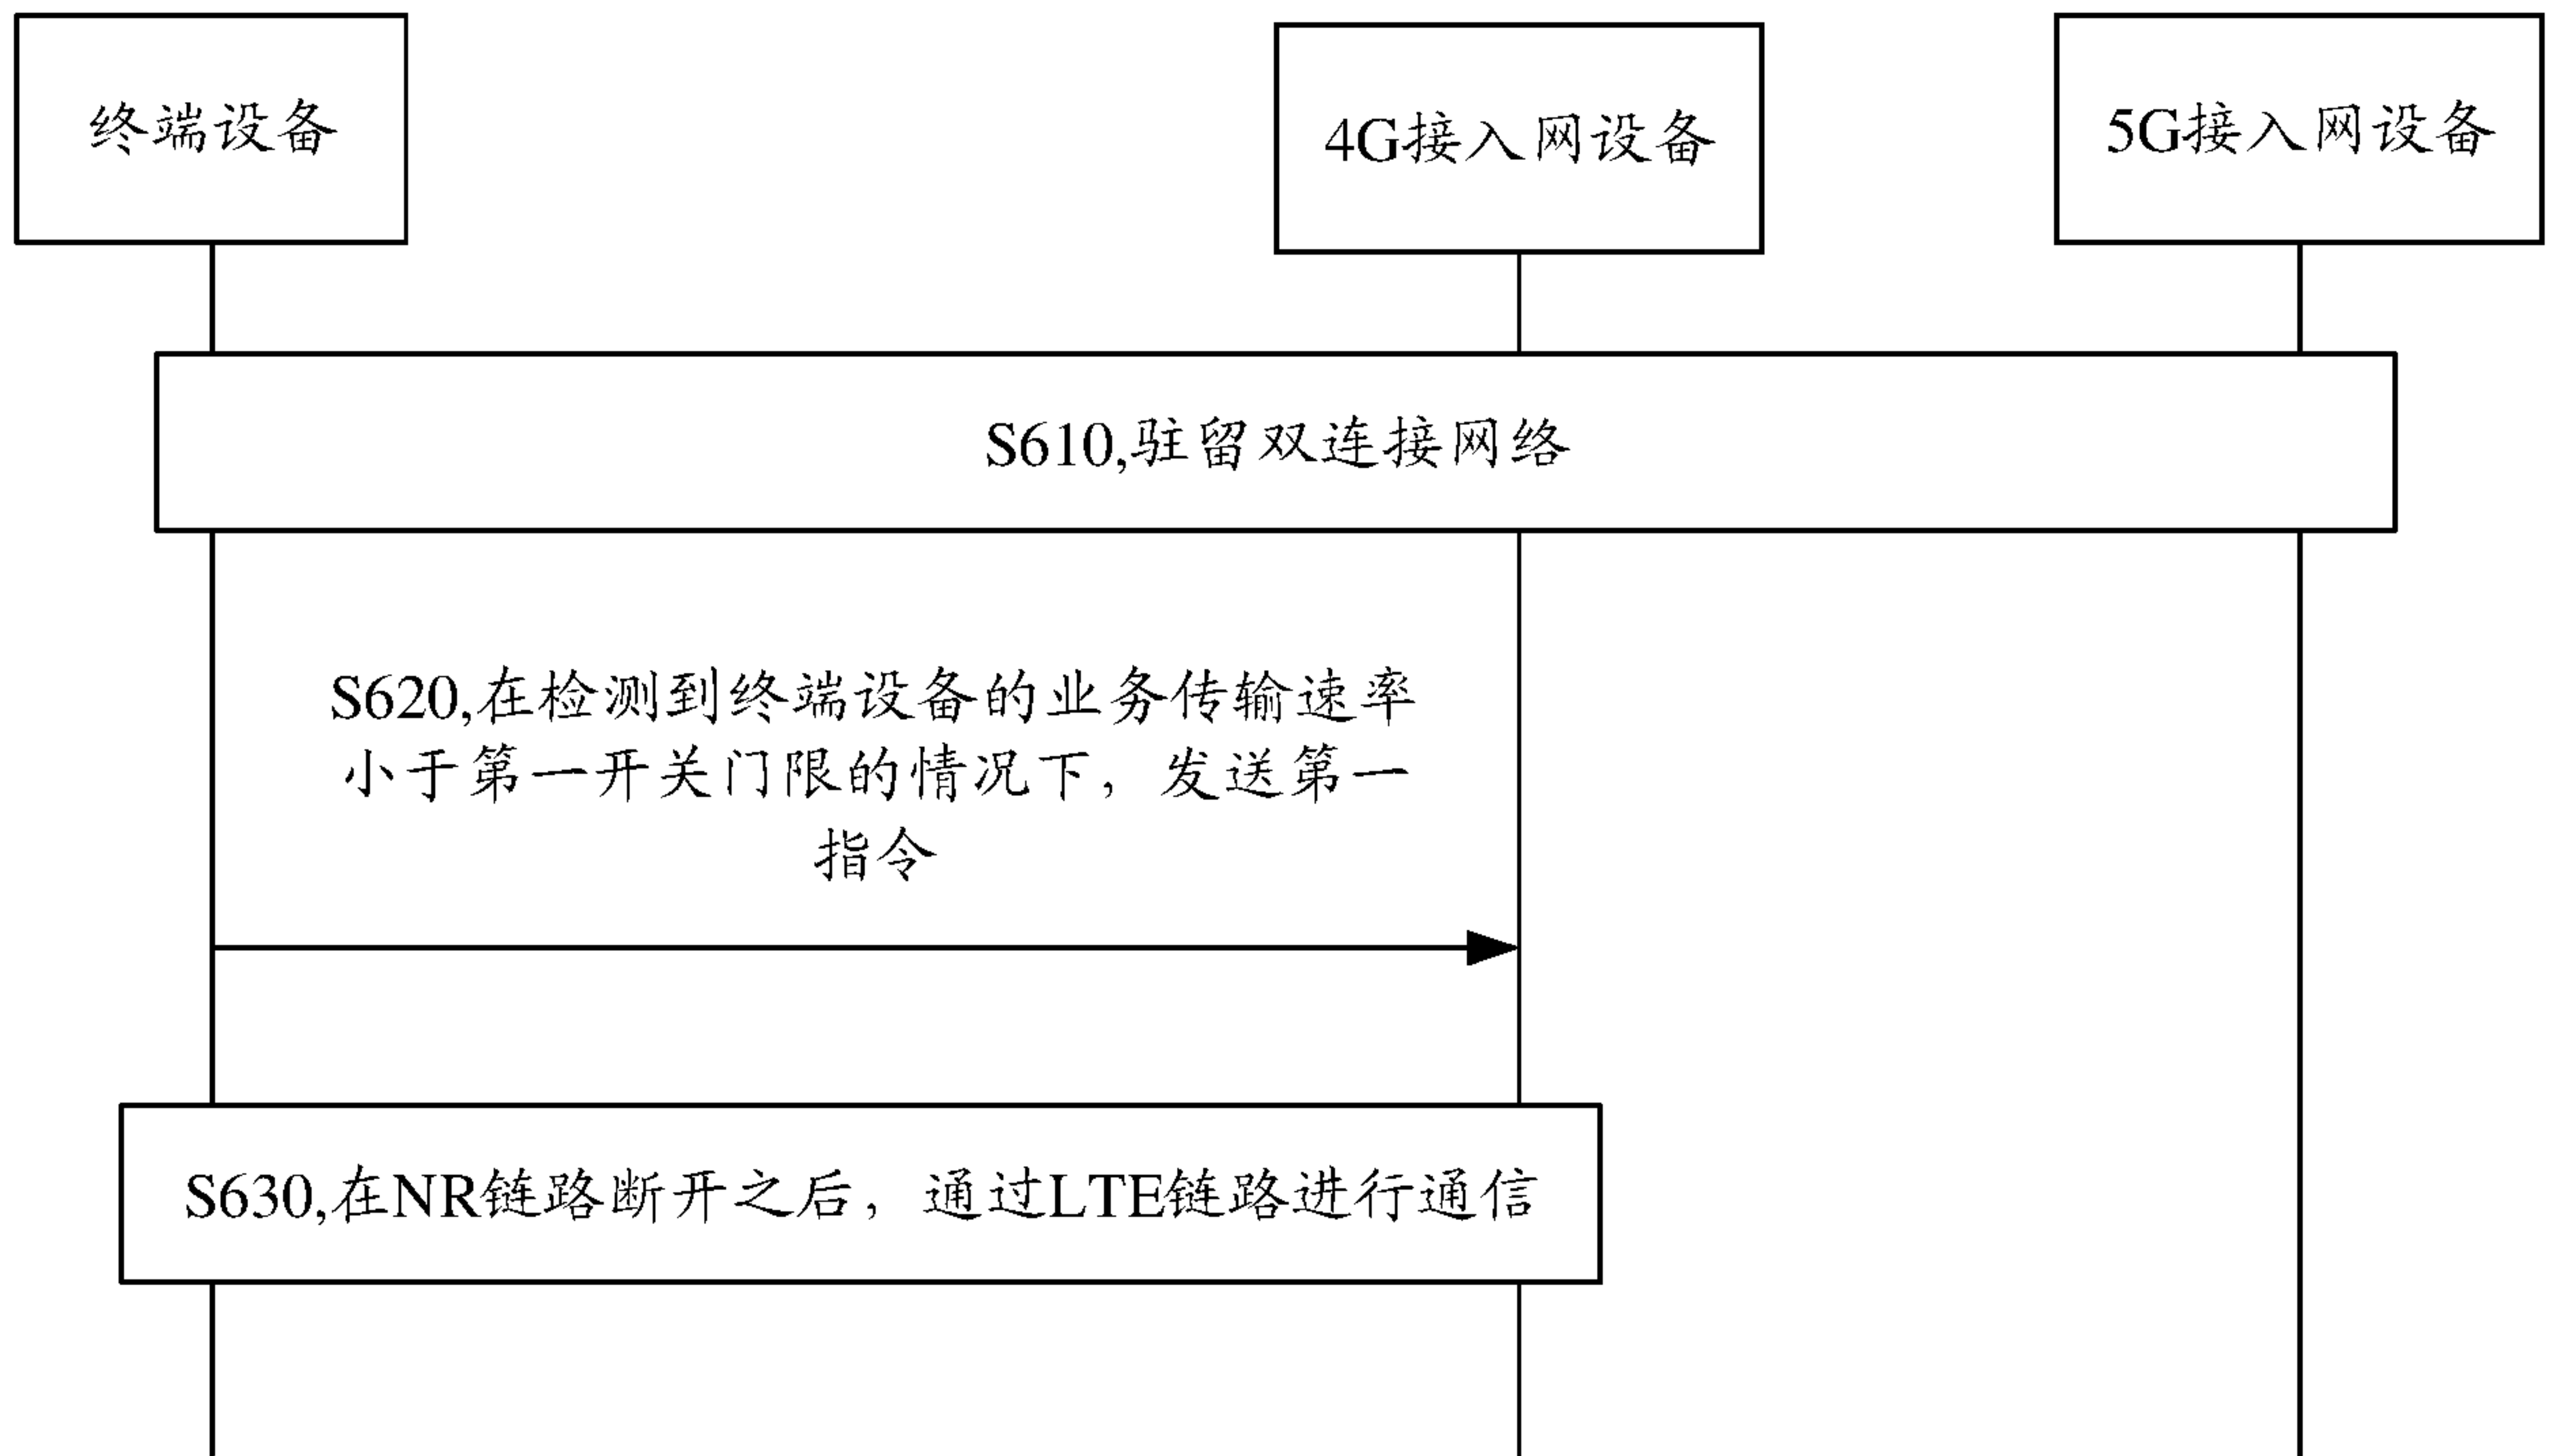 终端设备
4G接入网设备
5G接入网设备
S610,驻留双连接网络
S620,在检测到终端设备的业务传输速率
小于第一开关门限的情况下，发送第一
指令
S630,在NR链路断开之后，通过LTE链路进行通信